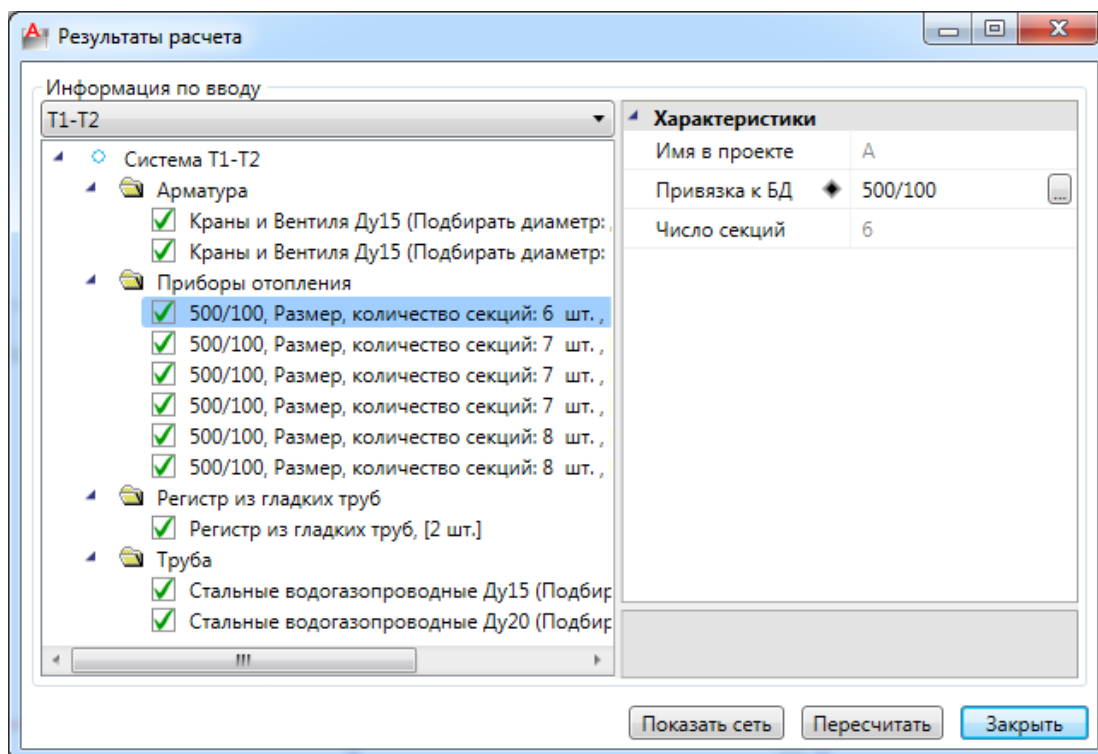 Результаты расчета
Информация по вводу
Т1-Т2
Система Т1-Т2
Арматура
Краны и Вентиля Ду15 (Подбирать диаметр:
Краны и Вентиля Ду15 (Подбирать диаметр:
Приборы отопления
500/100, Размер, количество секций: 6 шт. ,
500/100, Размер, количество секций: 7 шт. ,
500/100, Размер, количество секций: 7 шт. ,
500/100, Размер, количество секций: 7 шт. ,
500/100, Размер, количество секций: 8 шт. ,
500/100, Размер, количество секций: 8 шт. ,
Регистр из гладких труб
Регистр из гладких труб, [2 шт.]
Труба
Стальные водогазопроводные Ду15 (Подбир
Стальные водогазопроводные Ду20 (Подбир
Характеристики
Имя в проекте А
Привязка к БД 500/100 ...
Число секций 6
Показать сеть Пересчитать Закрыть